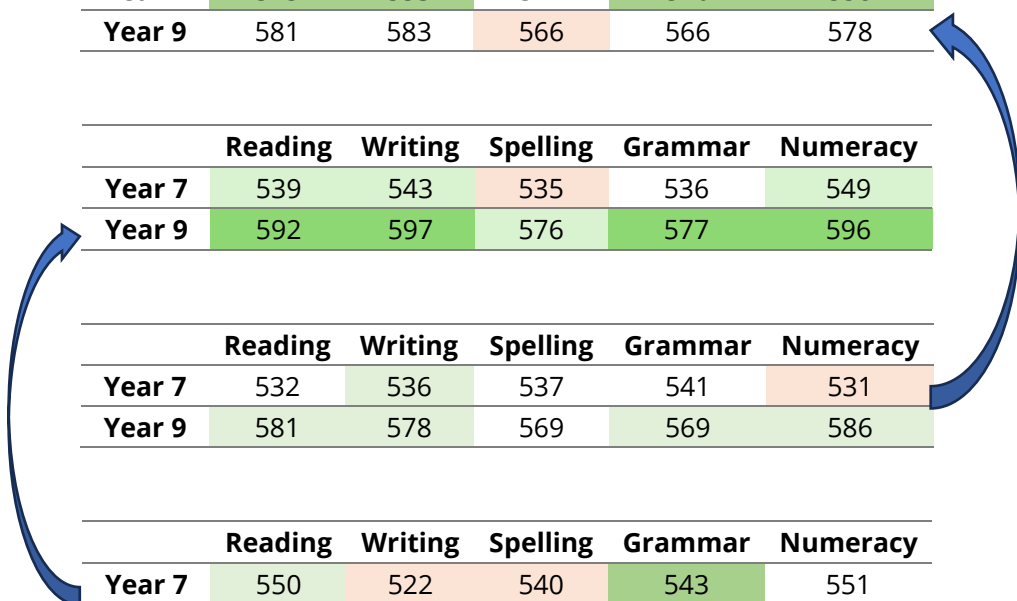 Year 9 581 583 566 566 578
Reading Writing Spelling Grammar Numeracy
Year 7 539 543 535 536 549
Year 9 592 597 576 577 596
Reading Writing Spelling Grammar Numeracy
Year 7 532 536 537 541 531
Year 9 581 578 569 569 586
Reading Writing Spelling Grammar Numeracy
Year 7 550 522 540 543 551